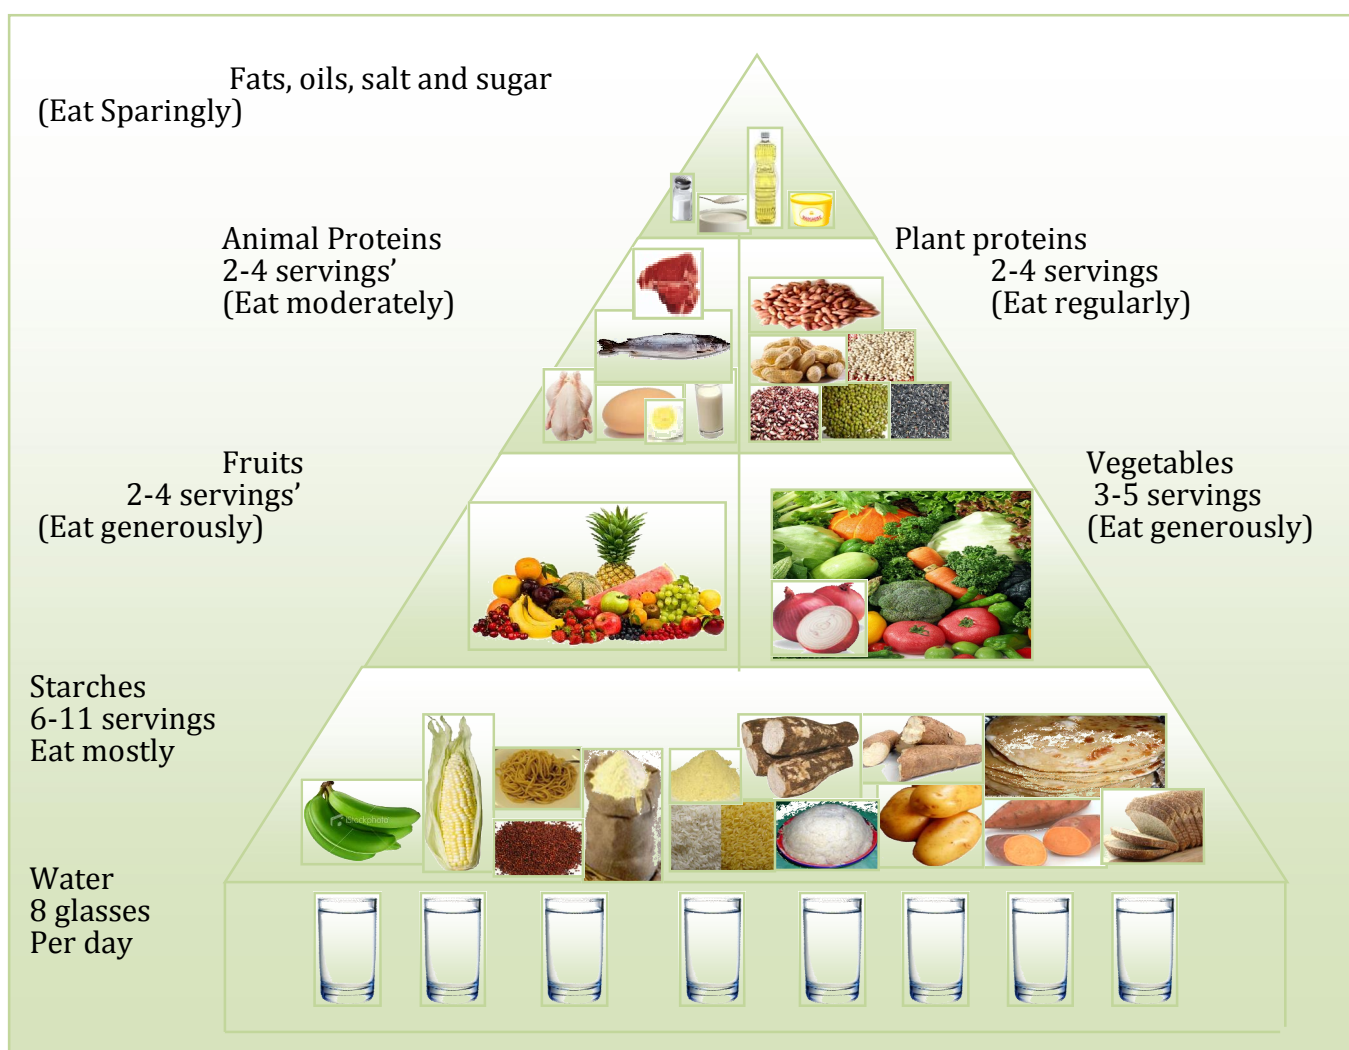 Fats, oils, salt and sugar
(Eat Sparingly)
Animal Proteins
2-4 servings’
(Eat moderately)
Plant proteins
2-4 servings
(Eat regularly)
Fruits
2-4 servings’
(Eat generously)
Vegetables
3-5 servings
(Eat generously)
Starches
6-11 servings
Eat mostly
iStockphoto
Water
8 glasses
Per day